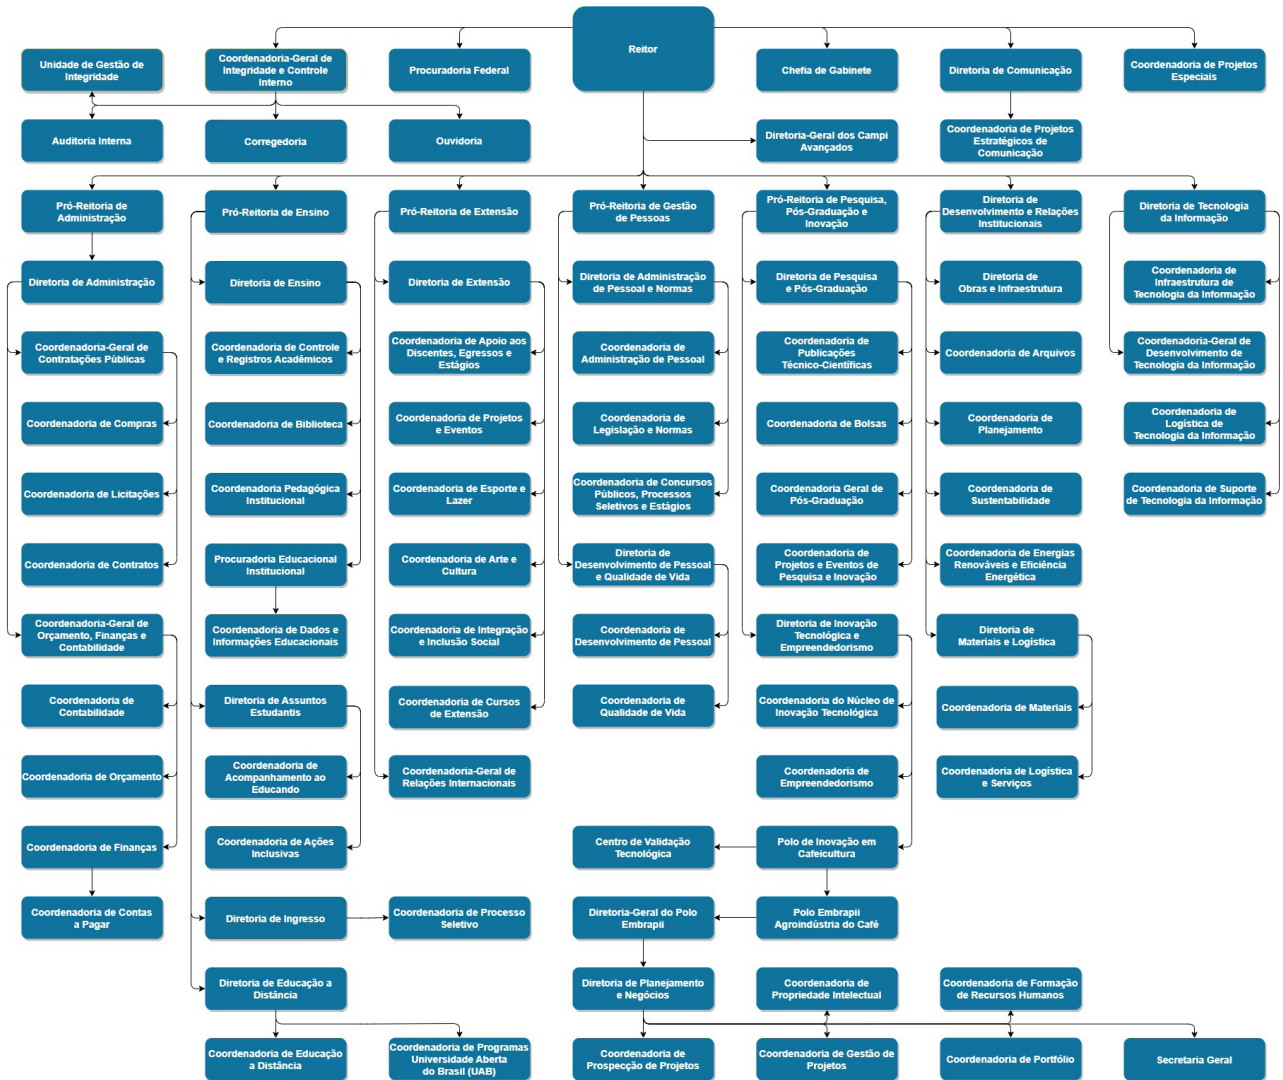 Reitor
Unidade de Gestão de
Integridade
Coordenadoria-Geral de
Integridade e Controle
Interno
Procuradoria Federal
Chefia de Gabinete
Diretoria de Comunicação
Coordenadoria de Projetos
Especiais
Auditoria Interna
Corregedoria
Ouvidoria
Diretoria-Geral dos Campi
Avançados
Coordenadoria de Projetos
Estratégicos de
Comunicação
Pró-Reitoria de
Administração
Pró-Reitoria de Ensino
Pró-Reitoria de Extensão
Pró-Reitoria de Gestão
de Pessoas
Pró-Reitoria de Pesquisa,
Pós-Graduação e
Inovação
Diretoria de
Desenvolvimento e Relações
Institucionais
Diretoria de Tecnologia
da Informação
Diretoria de Administração
Diretoria de Ensino
Diretoria de Extensão
Diretoria de Administração
de Pessoal e Normas
Diretoria de Pesquisa
e Pós-Graduação
Diretoria de
Obras e Infraestrutura
Coordenadoria de
Infraestrutura de
Tecnologia da Informação
Coordenadoria-Geral de
Contratações Públicas
Coordenadoria de Controle
e Registros Acadêmicos
Coordenadoria de Apoio aos
Discentes, Egressos e
Estágios
Coordenadoria de
Administração de Pessoal
Coordenadoria de
Publicações
Técnico-Científicas
Coordenadoria de Arquivos
Coordenadoria-Geral de
Desenvolvimento de
Tecnologia da Informação
Coordenadoria de Compras
Coordenadoria de Biblioteca
Coordenadoria de Projetos
e Eventos
Coordenadoria de
Legislação e Normas
Coordenadoria de Bolsas
Coordenadoria de
Planejamento
Coordenadoria de
Logística de
Tecnologia da Informação
Coordenadoria de Licitações
Coordenadoria Pedagógica
Institucional
Coordenadoria de Esporte e
Lazer
Coordenadoria de Concursos
Públicos, Processos
Seletivos e Estágios
Coordenadoria Geral de
Pós-Graduação
Coordenadoria de
Sustentabilidade
Coordenadoria de Suporte
de Tecnologia da Informação
Coordenadoria de Contratos
Procuradoria Educacional
Institucional
Coordenadoria de Arte e
Cultura
Diretoria de
Desenvolvimento de Pessoal
e Qualidade de Vida
Coordenadoria de
Projetos e Eventos de
Pesquisa e Inovação
Coordenadoria de Energias
Renováveis e Eficiência
Energética
Coordenadoria-Geral de
Orçamento, Finanças e
Contabilidade
Coordenadoria de Dados e
Informações Educacionais
Coordenadoria de Integração
e Inclusão Social
Coordenadoria de
Desenvolvimento de Pessoal
Diretoria de Inovação
Tecnológica e
Empreendedorismo
Diretoria de
Materiais e Logística
Coordenadoria de
Contabilidade
Diretoria de Assuntos
Estudantis
Coordenadoria de Cursos
de Extensão
Coordenadoria de
Qualidade de Vida
Coordenadoria do Núcleo de
Inovação Tecnológica
Coordenadoria de Materiais
Coordenadoria de Orçamento
Coordenadoria de
Acompanhamento ao
Educando
Coordenadoria-Geral de
Relações Internacionais
Coordenadoria de
Empreendedorismo
Coordenadoria de Logística
e Serviços
Coordenadoria de Finanças
Coordenadoria de Ações
Inclusivas
Centro de Validação
Tecnológica
Polo de Inovação em
Cafeicultura
Coordenadoria de Contas
a Pagar
Diretoria de Ingresso
Coordenadoria de Processo
Seletivo
Diretoria-Geral do Polo
Embrapii
Polo Embrapii
Agroindústria do Café
Diretoria de Educação a
Distância
Diretoria de Planejamento
e Negócios
Coordenadoria de
Propriedade Intelectual
Coordenadoria de Formação
de Recursos Humanos
Coordenadoria de Educação
a Distância
Coordenadoria de Programas
Universidade Aberta
do Brasil (UAB)
Coordenadoria de
Prospecção de Projetos
Coordenadoria de Gestão de
Projetos
Coordenadoria de Portfólio
Secretaria Geral